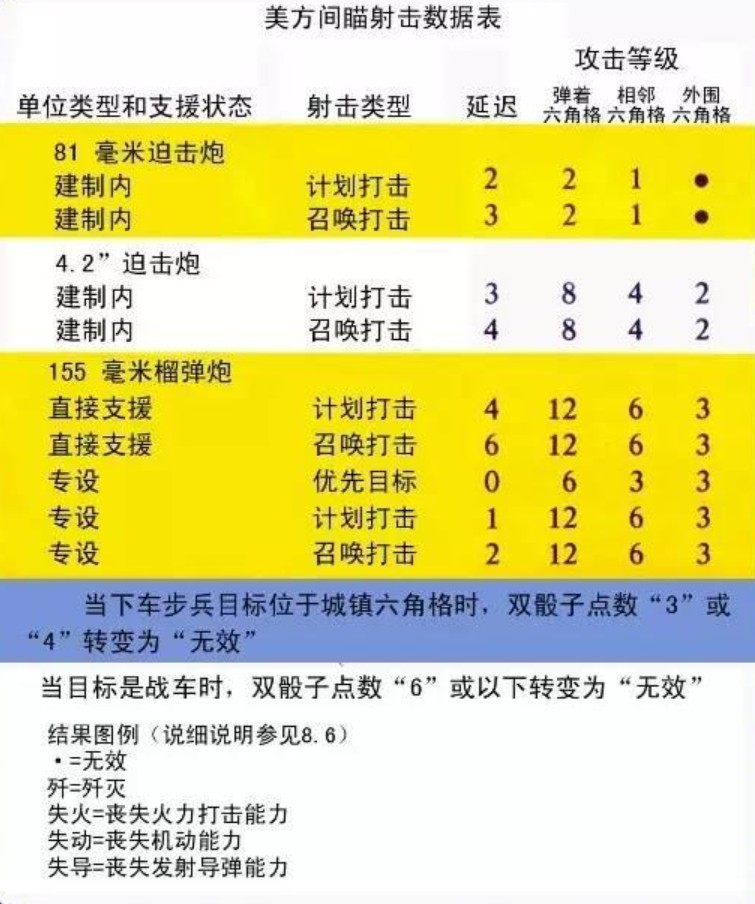 美方间瞄射击数据表
攻击等级
单位类型和支援状态 射击类型 延迟 弹着六角格 相邻六角格 外围六角格
81 毫米迫击炮
建制内 计划打击 2 2 1 •
建制内 召唤打击 3 2 1 •
4.2”迫击炮
建制内 计划打击 3 8 4 2
建制内 召唤打击 4 8 4 2
155 毫米榴弹炮
直接支援 计划打击 4 12 6 3
直接支援 召唤打击 6 12 6 3
专设 优先目标 0 6 3 3
专设 计划打击 1 12 6 3
专设 召唤打击 2 12 6 3
当下车步兵目标位于城镇六角格时，双骰子点数“3”或
“4”转变为“无效”
当目标是战车时，双骰子点数“6”或以下转变为“无效”
结果图例（说细说明参见8.6）
•=无效
歼=歼灭
失火=丧失火力打击能力
失动=丧失机动能力
失导=丧失发射导弹能力